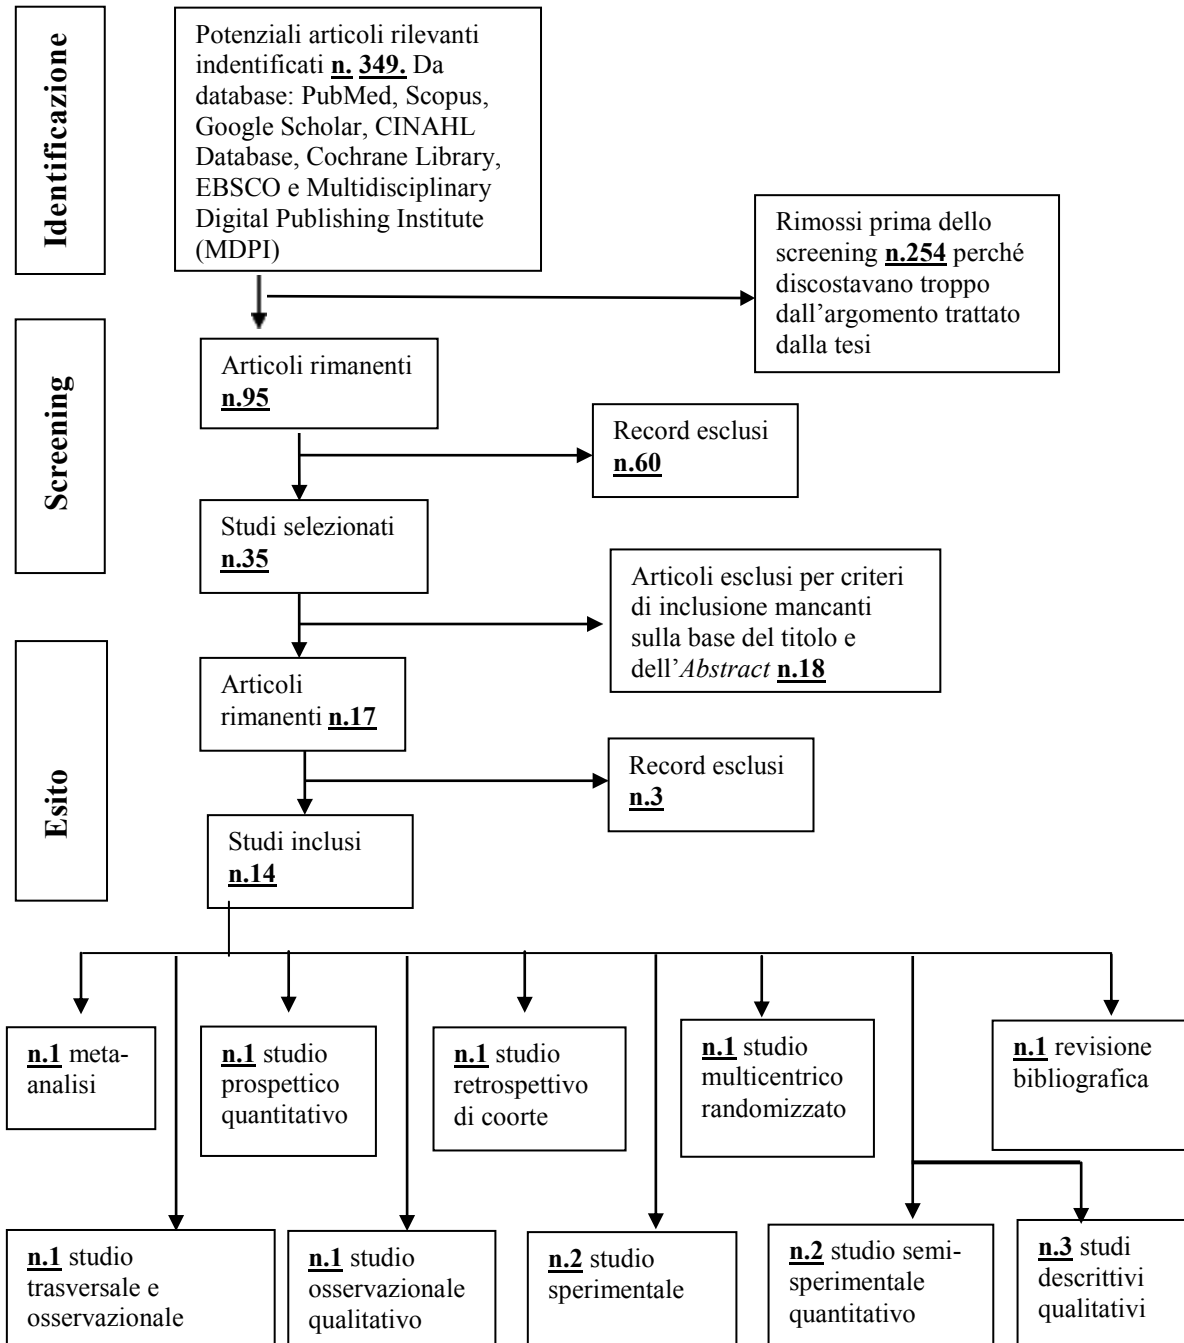 Identificazione
Potenziali articoli rilevanti
indentificati n. 349. Da
database: PubMed, Scopus,
Google Scholar, CINAHL
Database, Cochrane Library,
EBSCO e Multidisciplinary
Digital Publishing Institute
(MDPI)
Rimossi prima dello
screening n.254 perché
discostavano troppo
dall’argomento trattato
dalla tesi
Screening
Articoli rimanenti
n.95
Record esclusi
n.60
Studi selezionati
n.35
Articoli esclusi per criteri
di inclusione mancanti
sulla base del titolo e
dell’Abstract n.18
Esito
Articoli
rimanenti n.17
Record esclusi
n.3
Studi inclusi
n.14
n.1 meta-
analisi
n.1 studio
prospettico
quantitativo
n.1 studio
retrospettivo
di coorte
n.1 studio
multicentrico
randomizzato
n.1 revisione
bibliografica
n.1 studio
trasversale e
osservazionale
n.1 studio
osservazionale
qualitativo
n.2 studio
sperimentale
n.2 studio semi-
sperimentale
quantitativo
n.3 studi
descrittivi
qualitativi